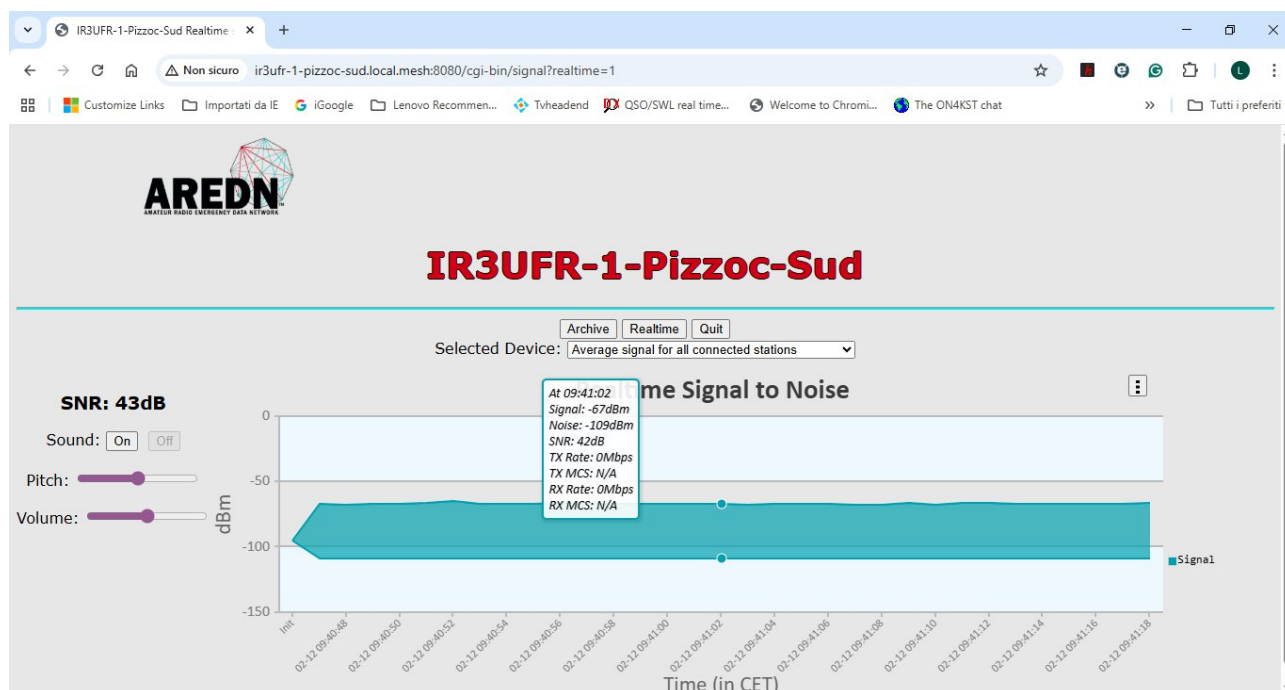 IR3UFR-1-Pizzoc-Sud Realtime
Non sicuro ir3ufr-1-pizzoc-sud.local.mesh:8080/cgi-bin/signal?realtime=1
Customize Links Importati da IE iGoogle Lenovo Recommen... Tvheadend QSO/SWL real time... Welcome to Chromi... The ON4KST chat » Tutti i preferiti
AREDN
AMATEUR RADIO EMERGENCY DATA NETWORK
IR3UFR-1-Pizzoc-Sud
Archive Realtime Quit
Selected Device: Average signal for all connected stations
me Signal to Noise
At 09:41:02
Signal: -67dBm
Noise: -109dBm
SNR: 42dB
TX Rate: 0Mbps
TX MCS: N/A
RX Rate: 0Mbps
RX MCS: N/A
SNR: 43dB
Sound: On Off
Pitch:
Volume:
dBm
0
-50
-100
-150
Signal
Init
02-12 09:40:48
02-12 09:40:50
02-12 09:40:52
02-12 09:40:54
02-12 09:40:56
02-12 09:40:58
02-12 09:41:00
02-12 09:41:02
02-12 09:41:04
02-12 09:41:06
02-12 09:41:08
02-12 09:41:10
02-12 09:41:12
02-12 09:41:14
02-12 09:41:16
02-12 09:41:18
Time (in CET)